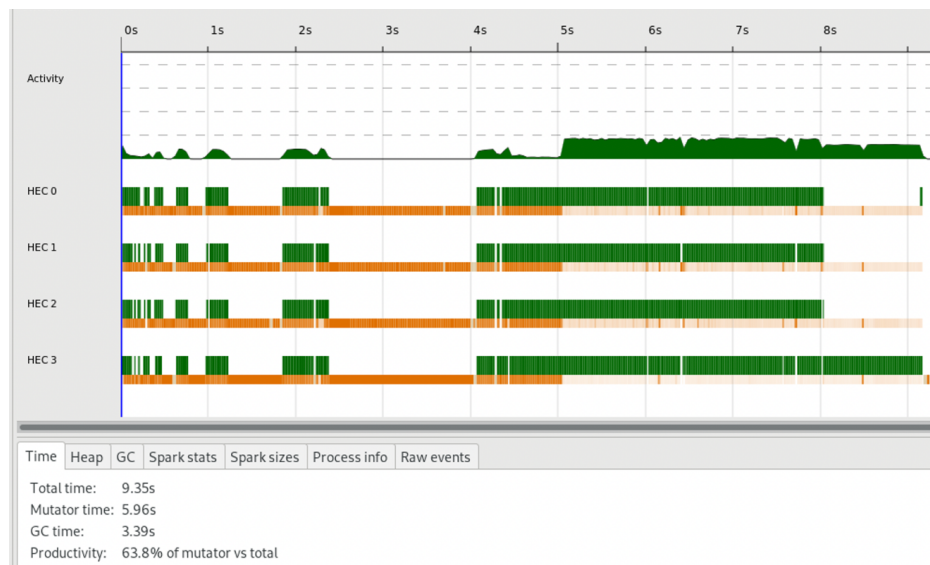 0s 1s 2s 3s 4s 5s 6s 7s 8s
Activity
HEC 0
HEC 1
HEC 2
HEC 3
Time Heap GC Spark stats Spark sizes Process info Raw events
Total time: 9.35s
Mutator time: 5.96s
GC time: 3.39s
Productivity: 63.8% of mutator vs total